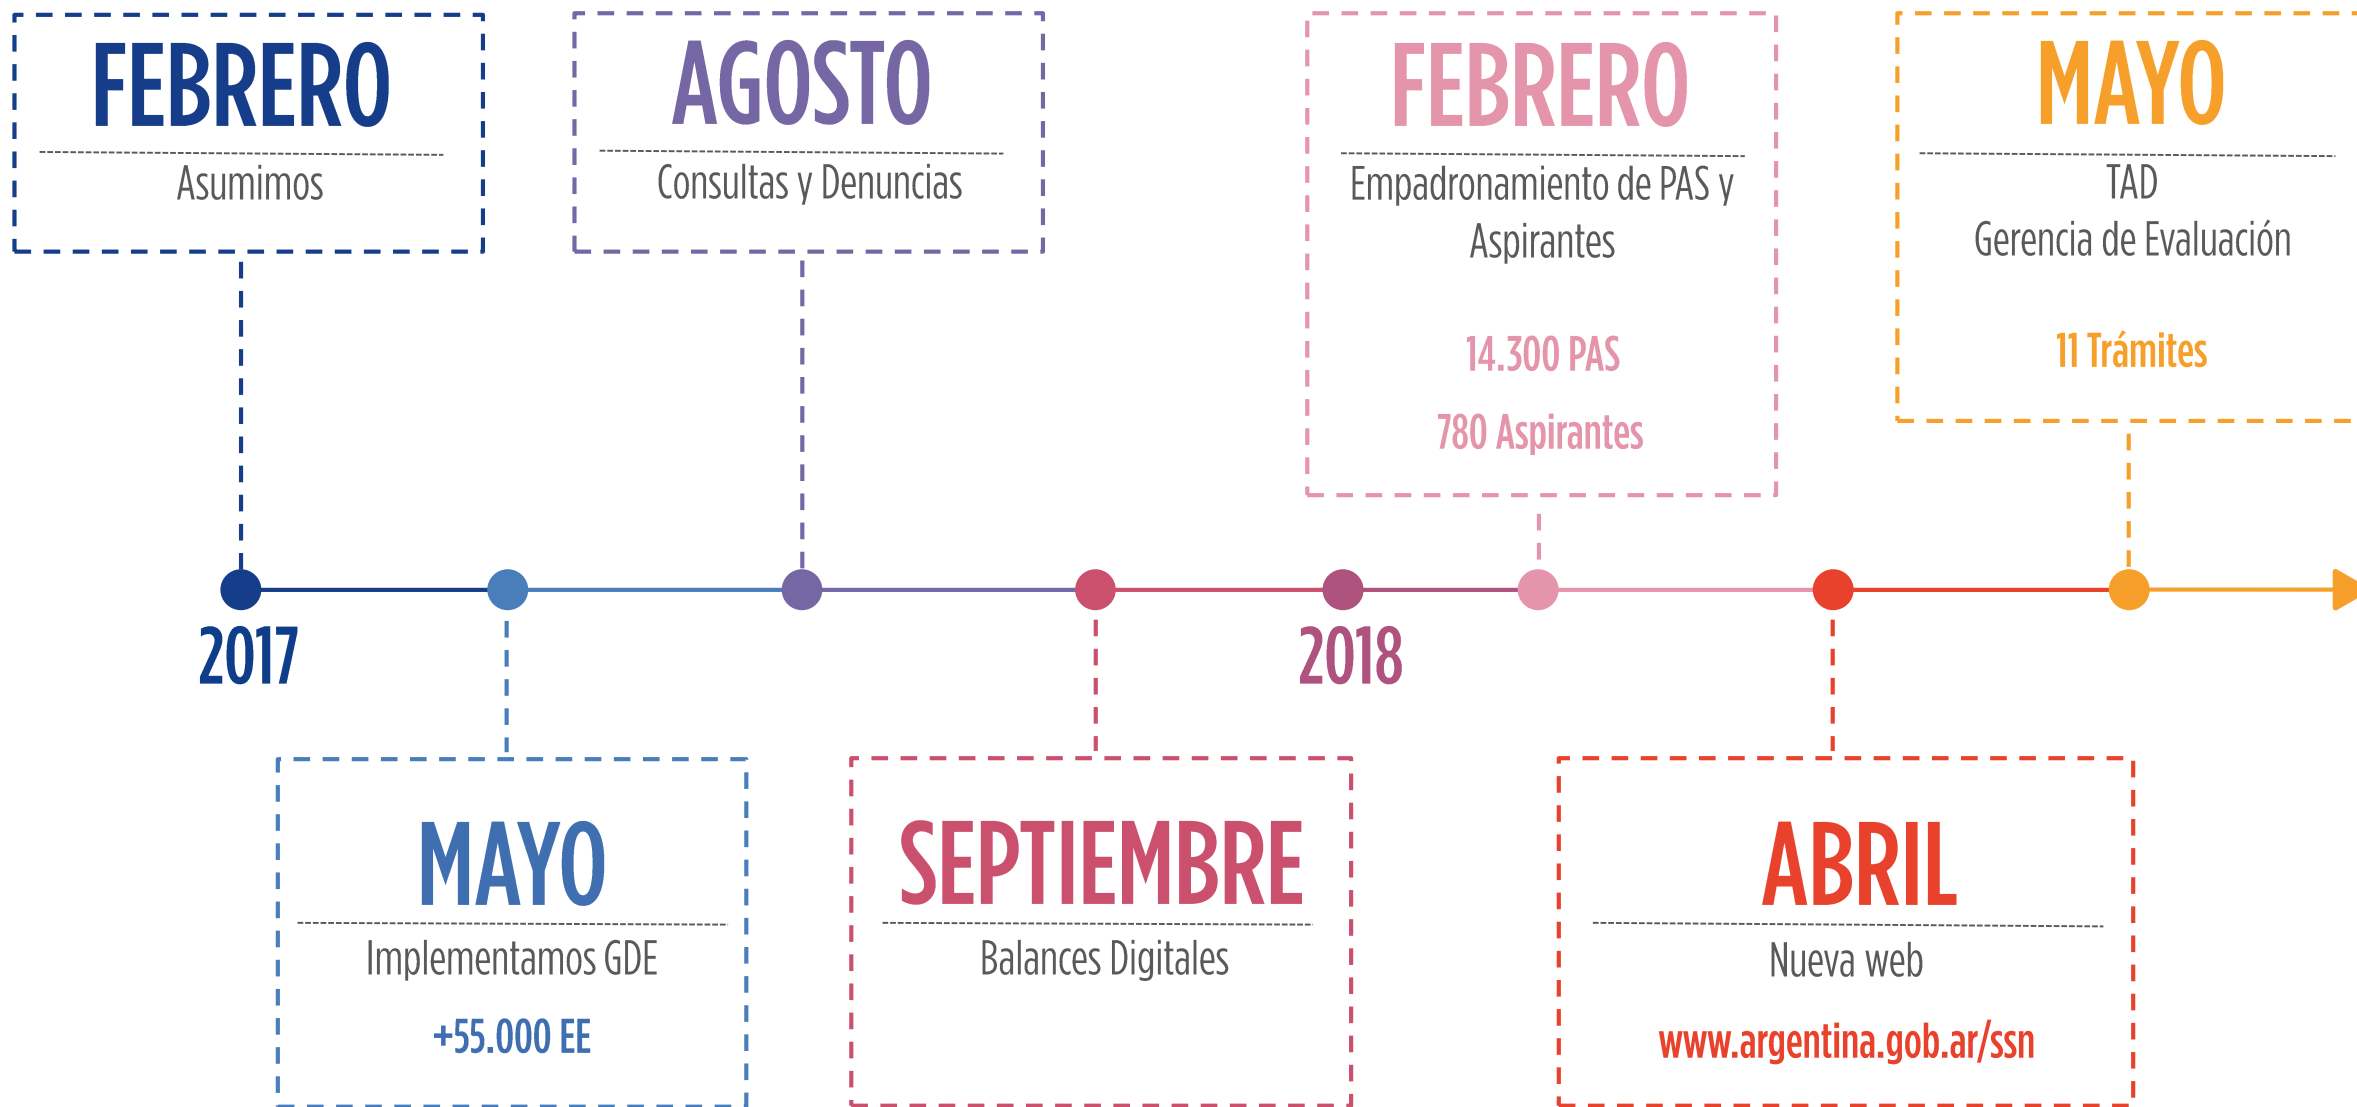 FEBRERO
Asumimos
AGOSTO
Consultas y Denuncias
FEBRERO
Empadronamiento de PAS y
Aspirantes
14.300 PAS
780 Aspirantes
MAYO
TAD
Gerencia de Evaluación
11 Trámites
2017
2018
MAYO
Implementamos GDE
+55.000 EE
SEPTIEMBRE
Balances Digitales
ABRIL
Nueva web
www.argentina.gob.ar/ssn